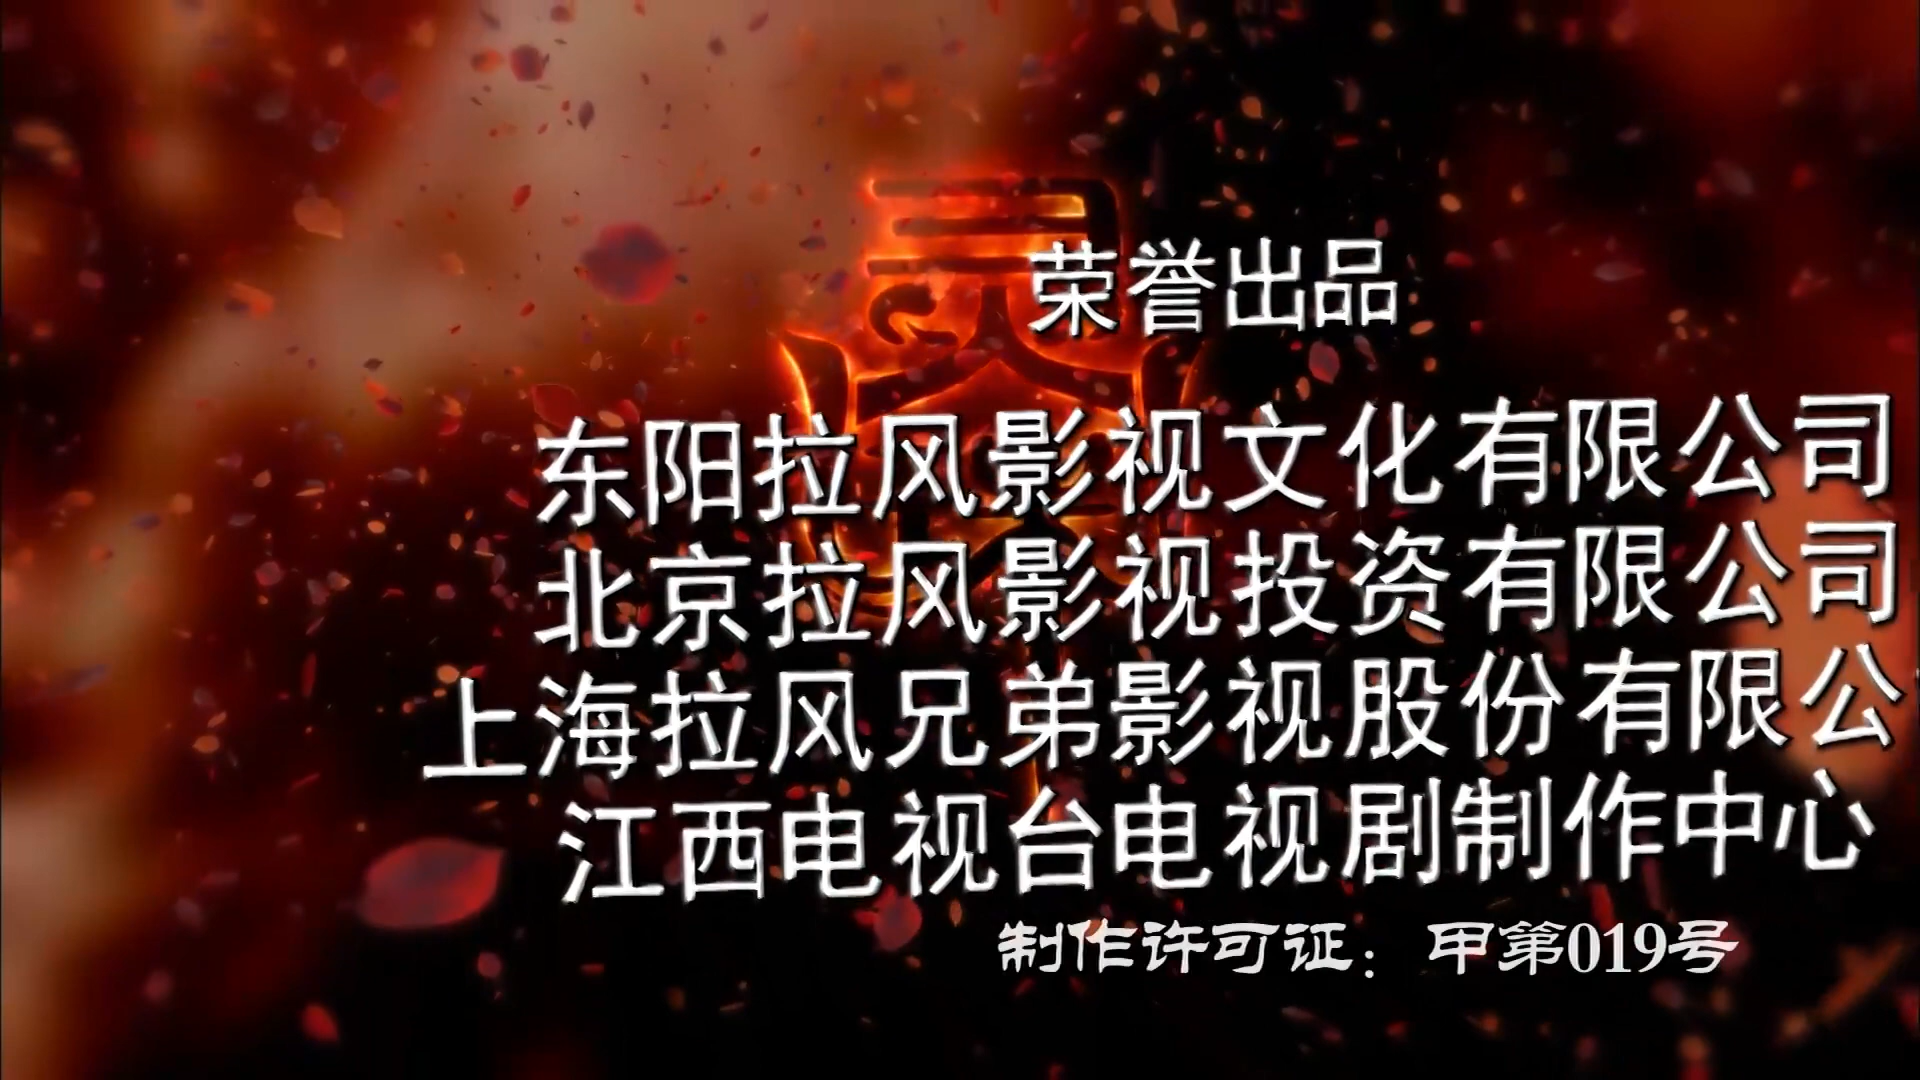 荣誉出品
东阳拉风影视文化有限公司
北京拉风影视投资有限公司
上海拉风兄弟影视股份有限公
江西电视台电视剧制作中心
制作许可证：甲第019号